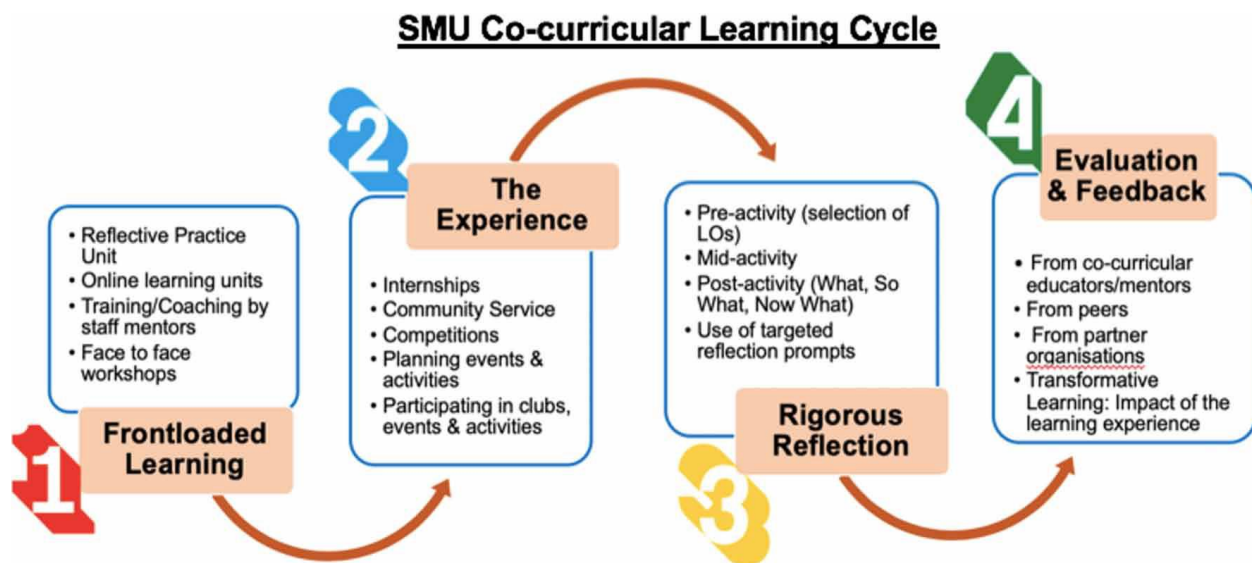 SMU Co-curricular Learning Cycle
1
• Reflective Practice
Unit
• Online learning units
• Training/Coaching by
staff mentors
• Face to face
workshops
Frontloaded
Learning
2
The
Experience
• Internships
• Community Service
• Competitions
• Planning events &
activities
• Participating in clubs,
events & activities
3
• Pre-activity (selection of
LOs)
• Mid-activity
• Post-activity (What, So
What, Now What)
• Use of targeted
reflection prompts
Rigorous
Reflection
4
Evaluation
& Feedback
• From co-curricular
educators/mentors
• From peers
• From partner
organisations
• Transformative
Learning: Impact of the
learning experience